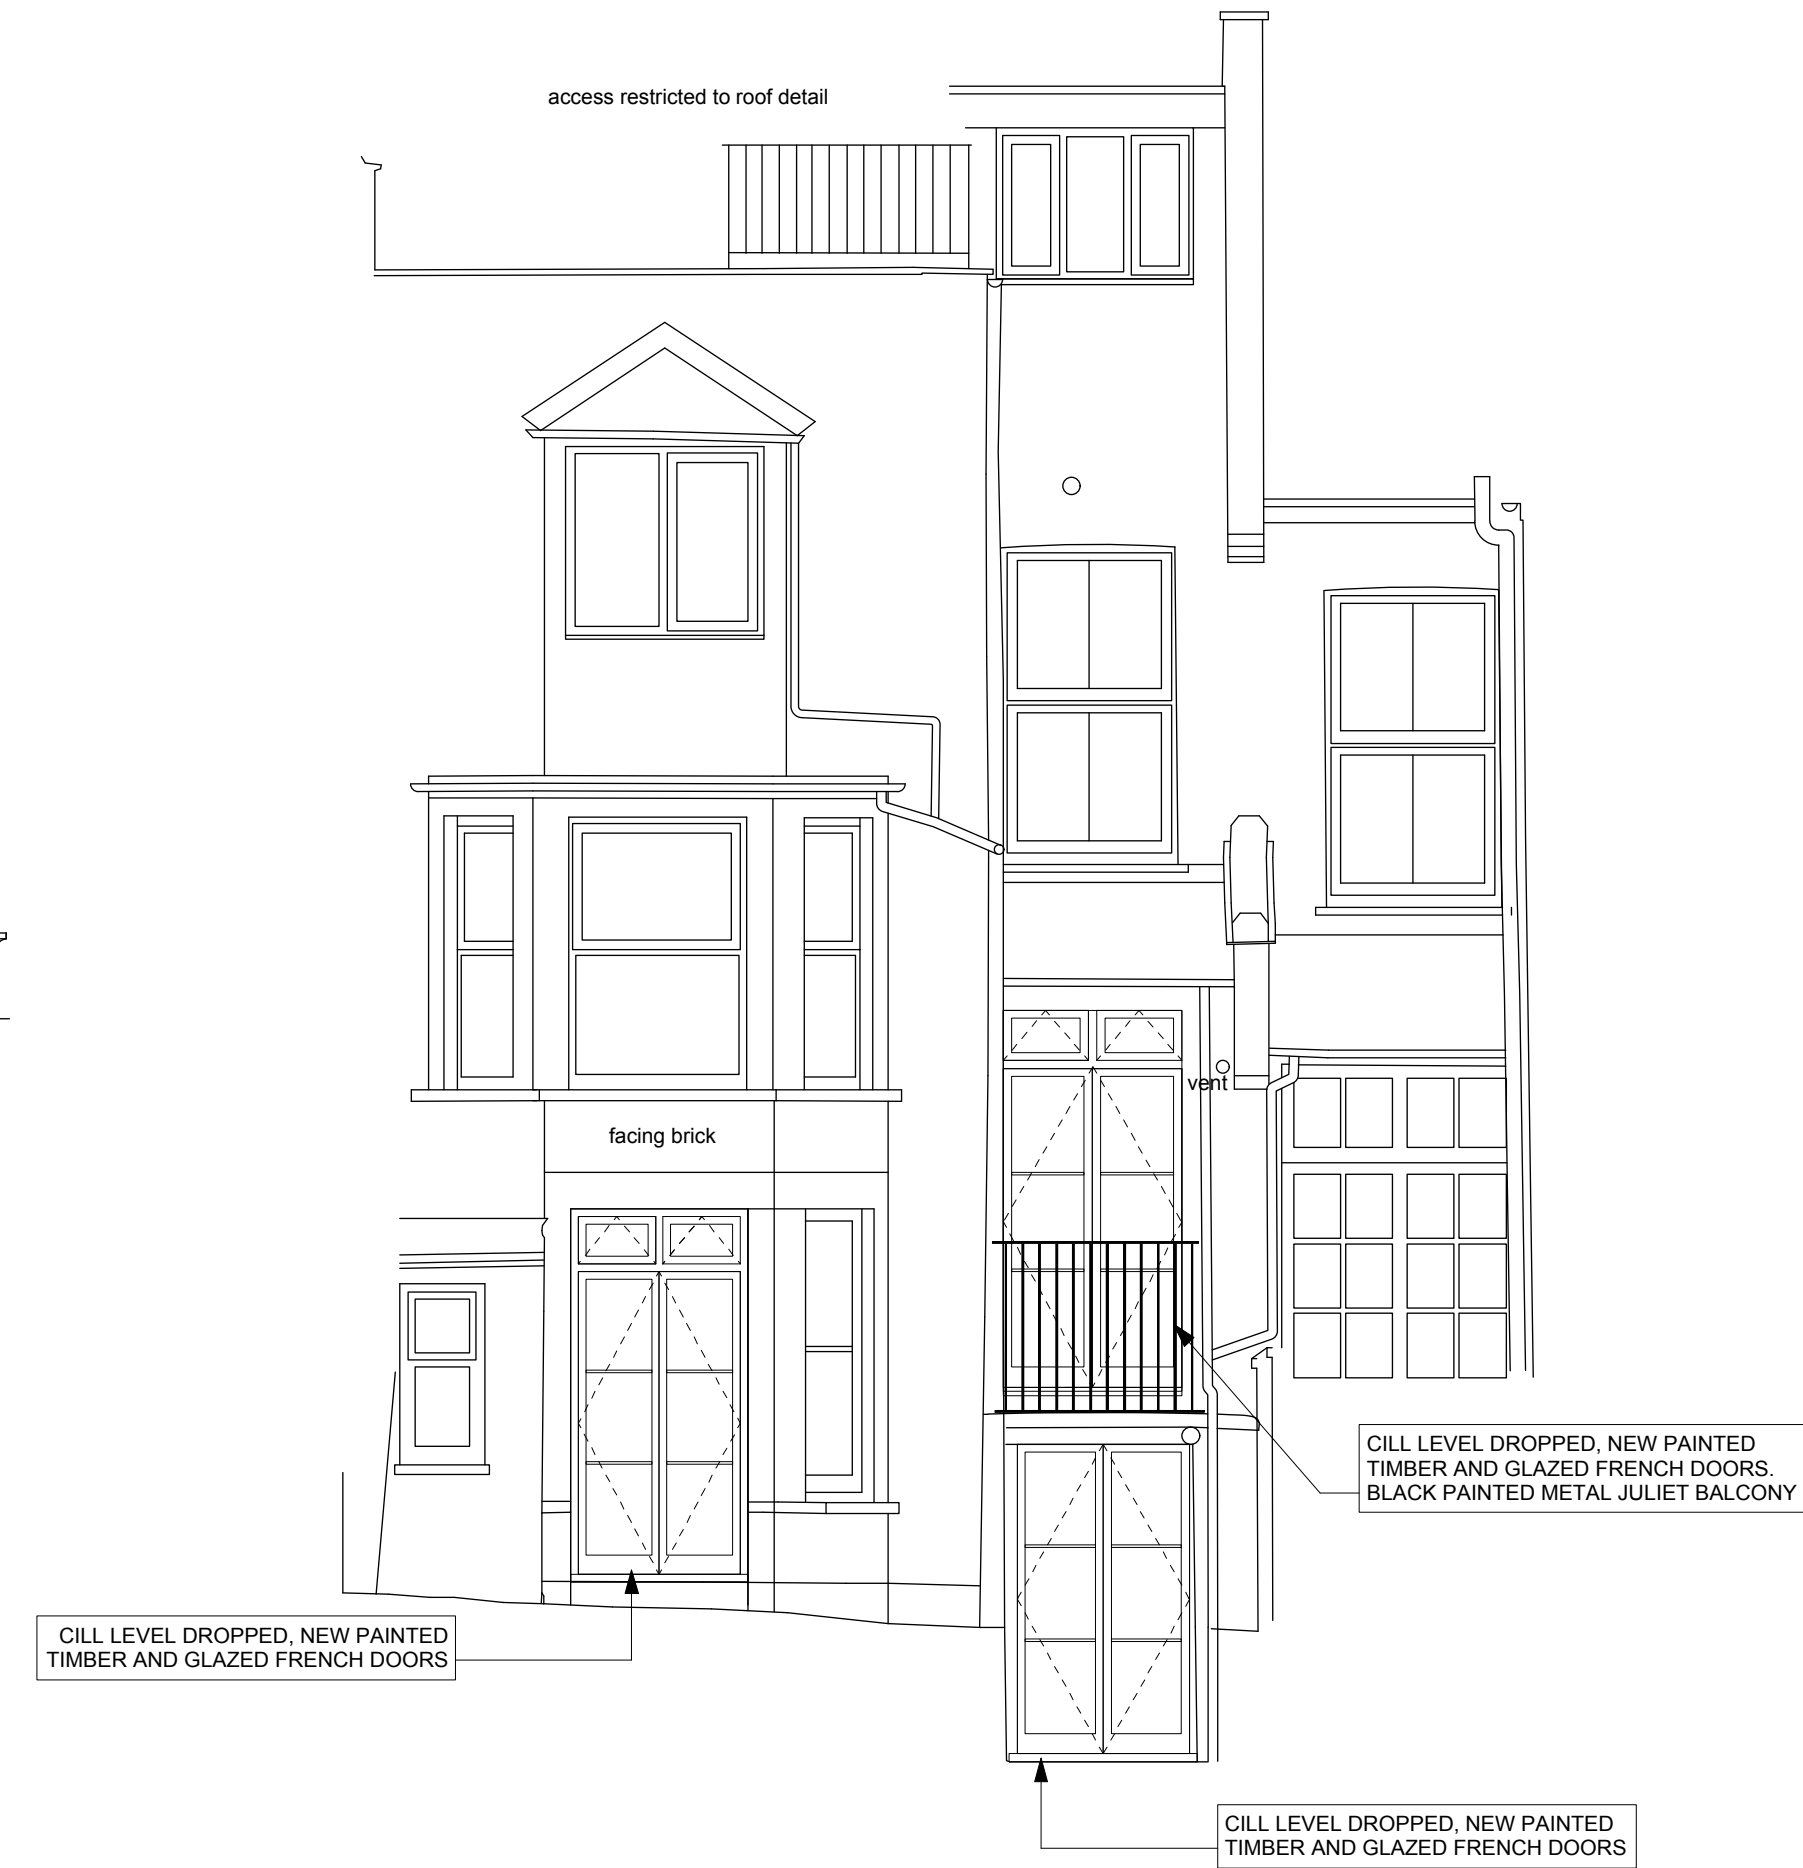 access restricted to roof detail
vent
facing brick
CILL LEVEL DROPPED, NEW PAINTED
TIMBER AND GLAZED FRENCH DOORS.
BLACK PAINTED METAL JULIET BALCONY
CILL LEVEL DROPPED, NEW PAINTED
TIMBER AND GLAZED FRENCH DOORS
CILL LEVEL DROPPED, NEW PAINTED
TIMBER AND GLAZED FRENCH DOORS